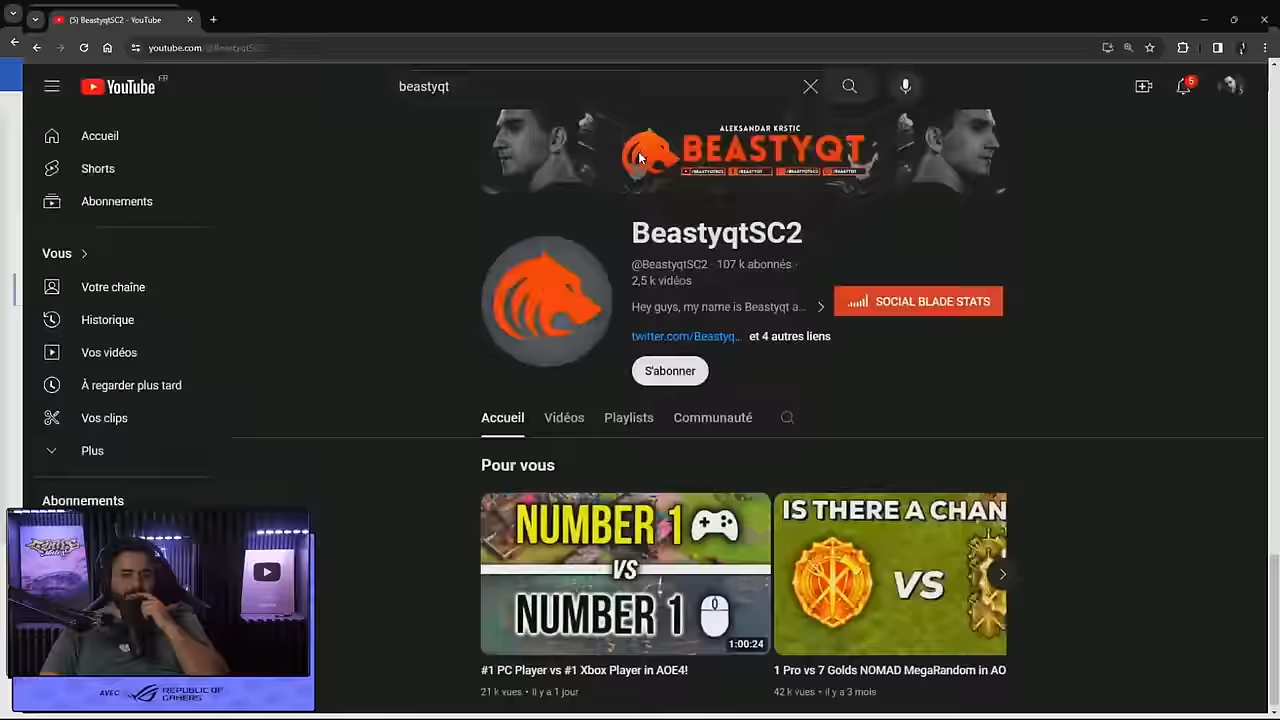 (5) BeastyqtSC2 - YouTube
youtube.com/@BeastyqtSC2
YouTube FR
beastyqt
5
Accueil
Shorts
Abonnements
Vous
Votre chaîne
Historique
Vos vidéos
À regarder plus tard
Vos clips
Plus
Abonnements
ALEKSANDAR KRSTIC
BEASTYQT
BeastyqtSC2
@BeastyqtSC2 · 107 k abonnés ·
2,5 k vidéos
Hey guys, my name is Beastyqt a...
SOCIAL BLADE STATS
twitter.com/Beastyq... et 4 autres liens
S'abonner
Accueil
Vidéos
Playlists
Communauté
Pour vous
NUMBER 1
VS
NUMBER 1
1:00:24
#1 PC Player vs #1 Xbox Player in AOE4!
21 k vues • il y a 1 jour
IS THERE A CHAN
VS
1 Pro vs 7 Golds NOMAD MegaRandom in AO
42 k vues • il y a 3 mois
AVEC
REPUBLIC OF
GAMERS